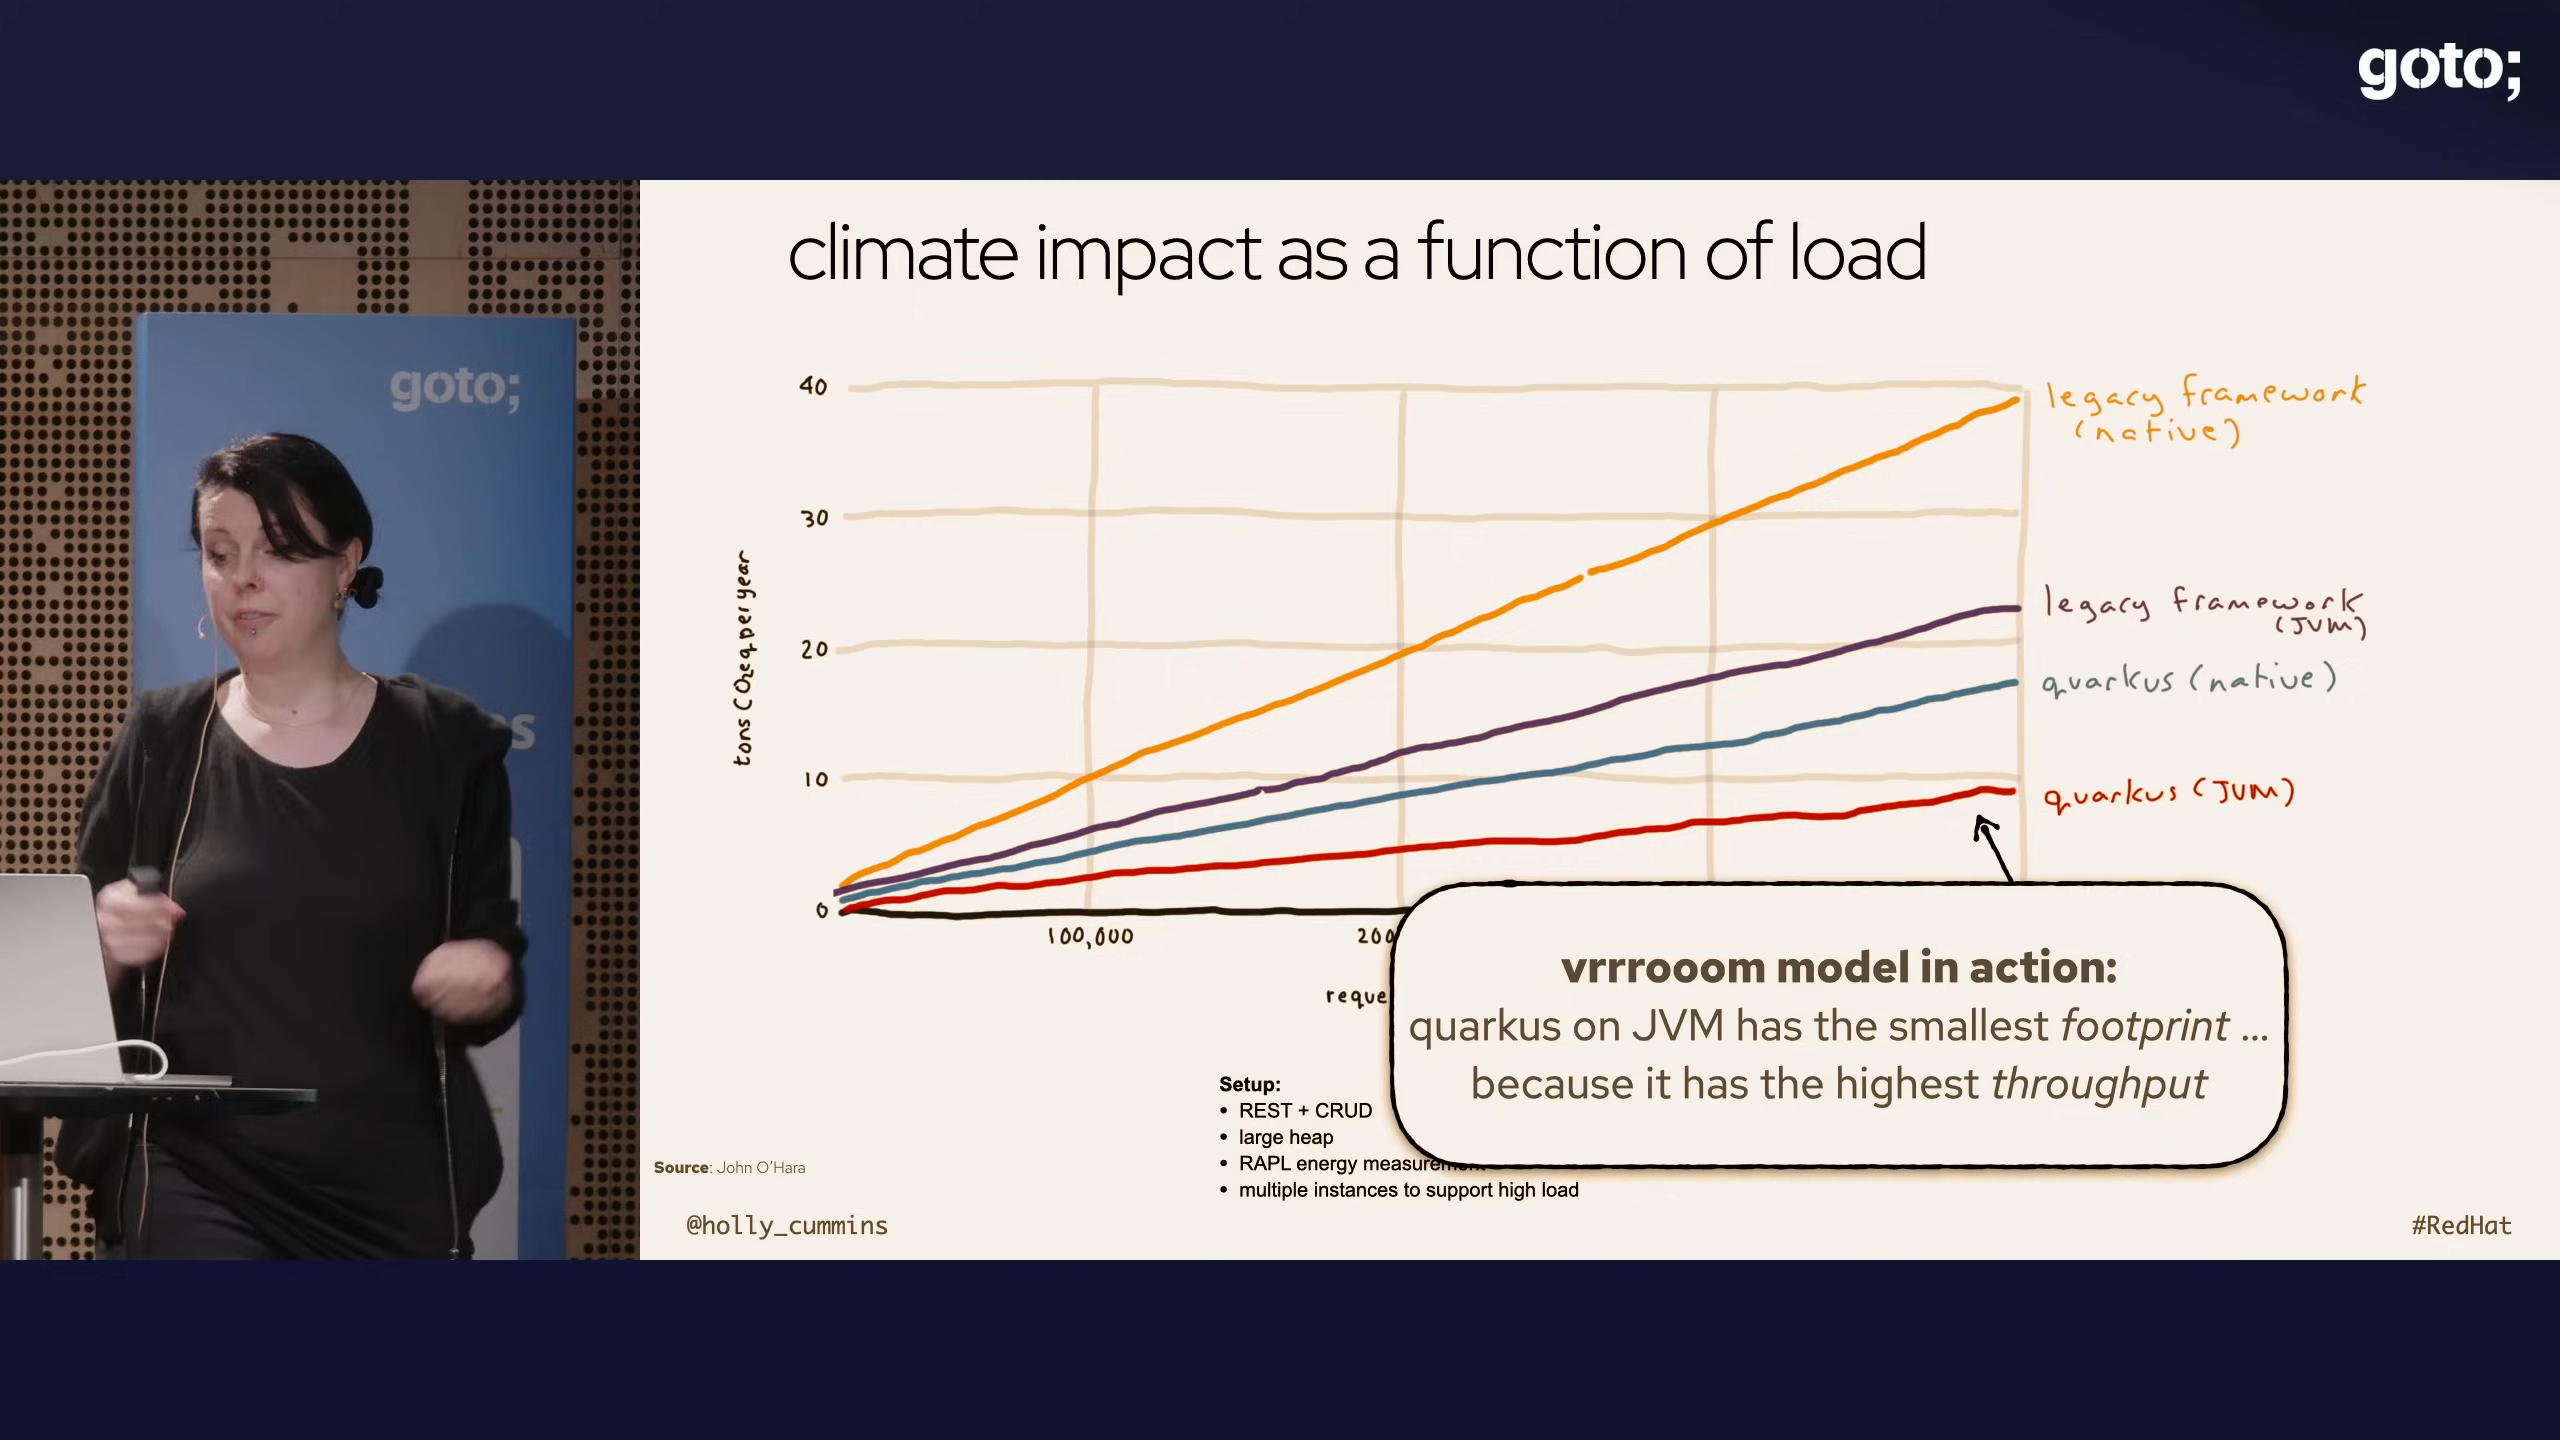 goto;
goto;
s
climate impact as a function of load
40
30
20
10
0
tons CO2eq per year
legacy framework
(native)
legacy framework
(JVM)
quarkus (native)
quarkus (JVM)
100,000
200
reque
vrrrooom model in action:
quarkus on JVM has the smallest footprint ...
because it has the highest throughput
Setup:
• REST + CRUD
• large heap
• RAPL energy measurement
• multiple instances to support high load
Source: John O'Hara
@holly_cummins
#RedHat